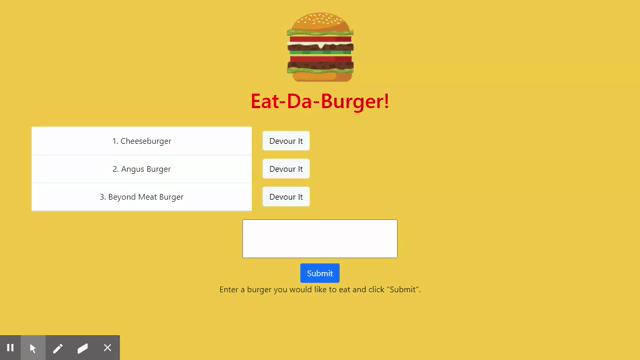 Eat-Da-Burger!
1. Cheeseburger
Devour It
2. Angus Burger
Devour It
3. Beyond Meat Burger
Devour It
Submit
Enter a burger you would like to eat and click "Submit".